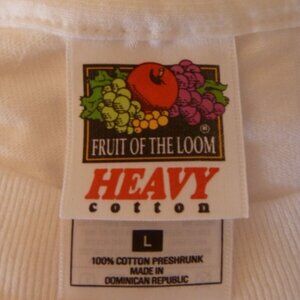 ®
FRUIT OF THE LOOM
HEAVY
cotton
L
100% COTTON PRESHRUNK
MADE IN
DOMINICAN REPUBLIC